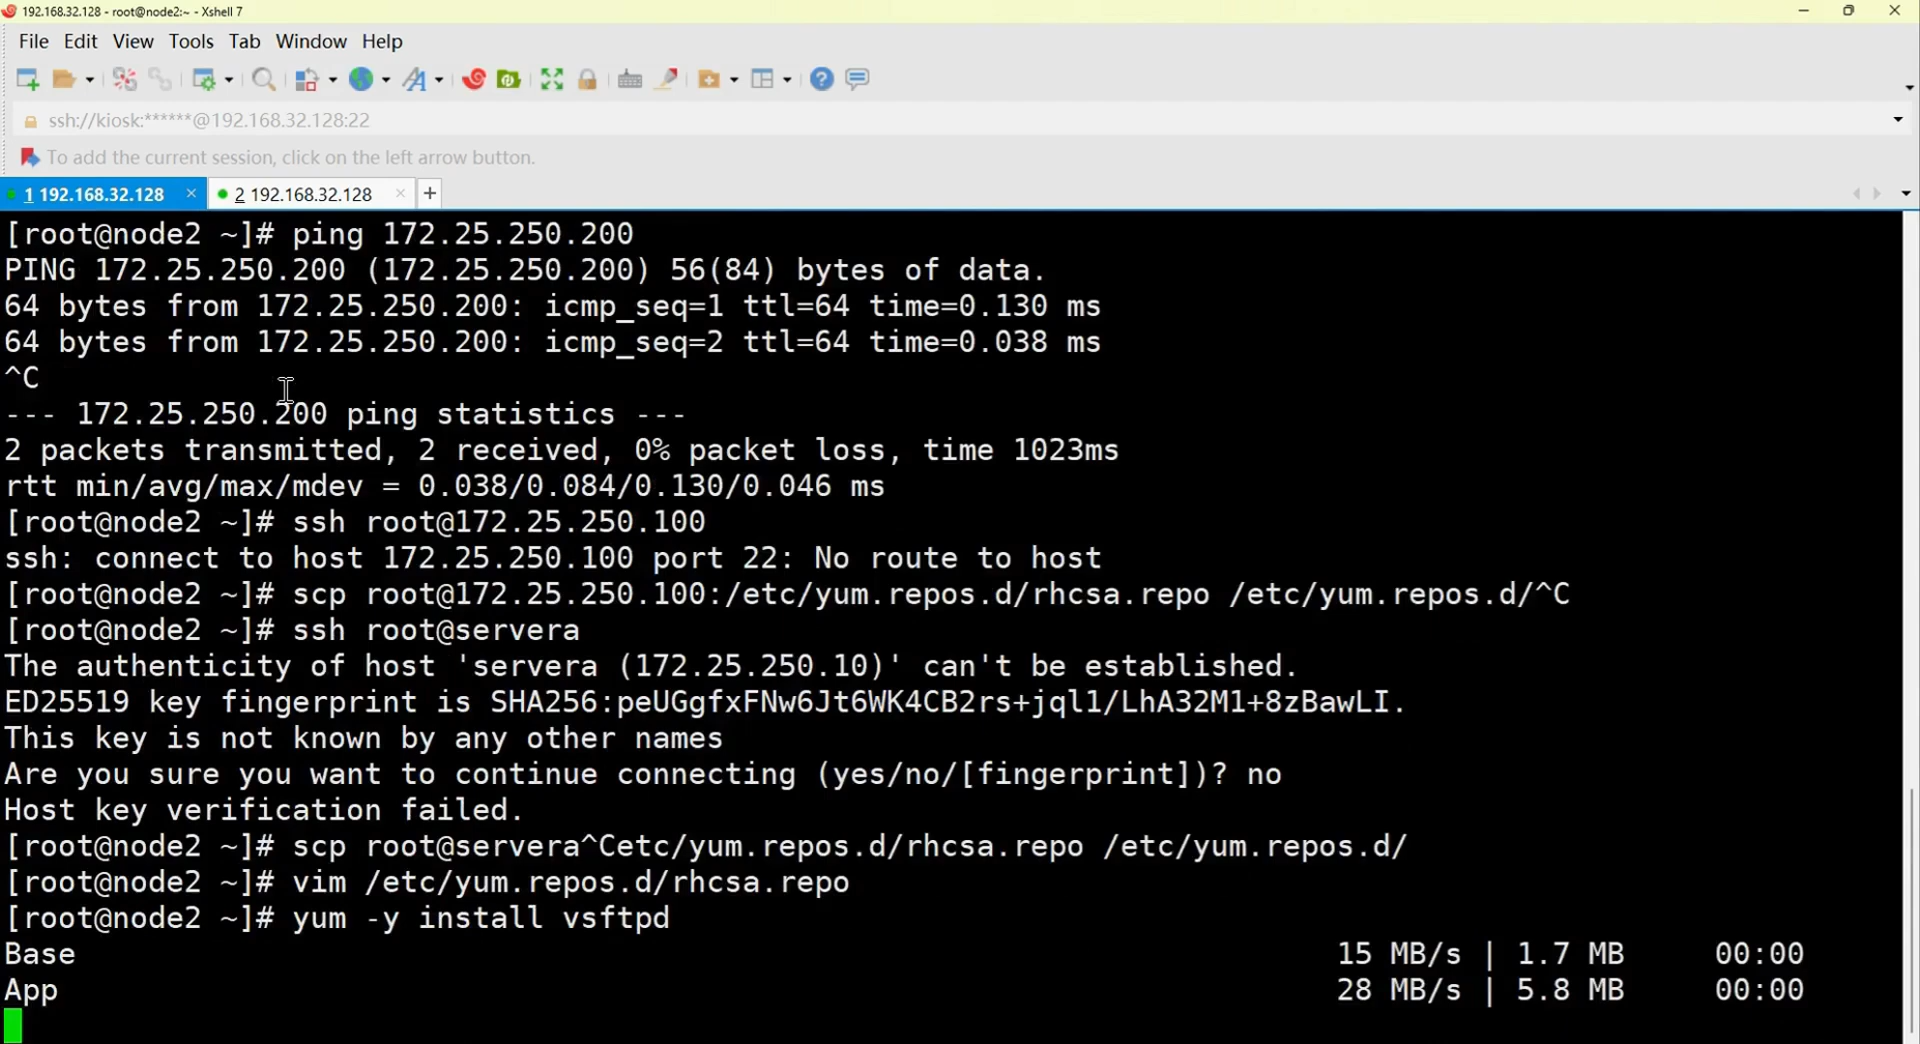 192.168.32.128 - root@node2:~ - Xshell 7
File Edit View Tools Tab Window Help
ssh://kiosk:******@192.168.32.128:22
To add the current session, click on the left arrow button.
1 192.168.32.128 × 2 192.168.32.128 × +
[root@node2 ~]# ping 172.25.250.200
PING 172.25.250.200 (172.25.250.200) 56(84) bytes of data.
64 bytes from 172.25.250.200: icmp_seq=1 ttl=64 time=0.130 ms
64 bytes from 172.25.250.200: icmp_seq=2 ttl=64 time=0.038 ms
^C
--- 172.25.250.200 ping statistics ---
2 packets transmitted, 2 received, 0% packet loss, time 1023ms
rtt min/avg/max/mdev = 0.038/0.084/0.130/0.046 ms
[root@node2 ~]# ssh root@172.25.250.100
ssh: connect to host 172.25.250.100 port 22: No route to host
[root@node2 ~]# scp root@172.25.250.100:/etc/yum.repos.d/rhcsa.repo /etc/yum.repos.d/^C
[root@node2 ~]# ssh root@servera
The authenticity of host 'servera (172.25.250.10)' can't be established.
ED25519 key fingerprint is SHA256:peUGgfxFNw6Jt6WK4CB2rs+jql1/LhA32M1+8zBawLI.
This key is not known by any other names
Are you sure you want to continue connecting (yes/no/[fingerprint])? no
Host key verification failed.
[root@node2 ~]# scp root@servera^Cetc/yum.repos.d/rhcsa.repo /etc/yum.repos.d/
[root@node2 ~]# vim /etc/yum.repos.d/rhcsa.repo
[root@node2 ~]# yum -y install vsftpd
Base 15 MB/s | 1.7 MB 00:00
App 28 MB/s | 5.8 MB 00:00